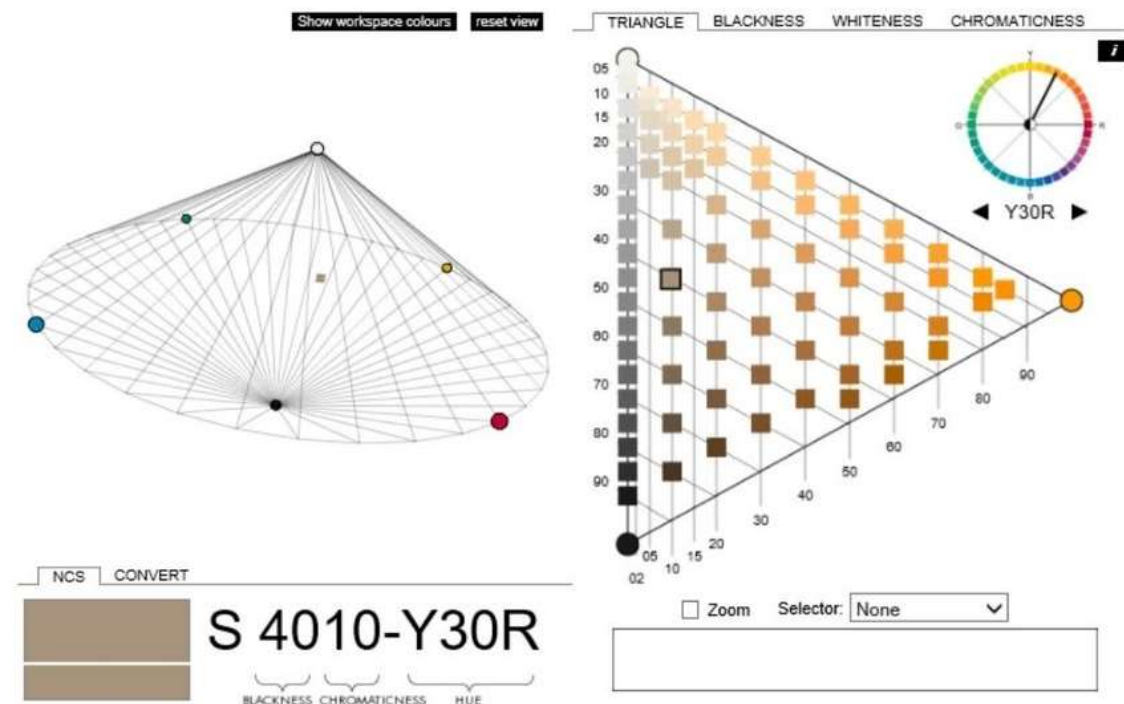 Show workspace colours
reset view
TRIANGLE
BLACKNESS
WHITENESS
CHROMATICNESS
i
05
10
15
20
30
40
50
60
70
80
90
Y
R
B
G
Y30R
90
80
70
60
50
40
30
20
15
10
05
02
NCS
CONVERT
S 4010-Y30R
BLACKNESS
CHROMATICNESS
HUE
Zoom
Selector:
None